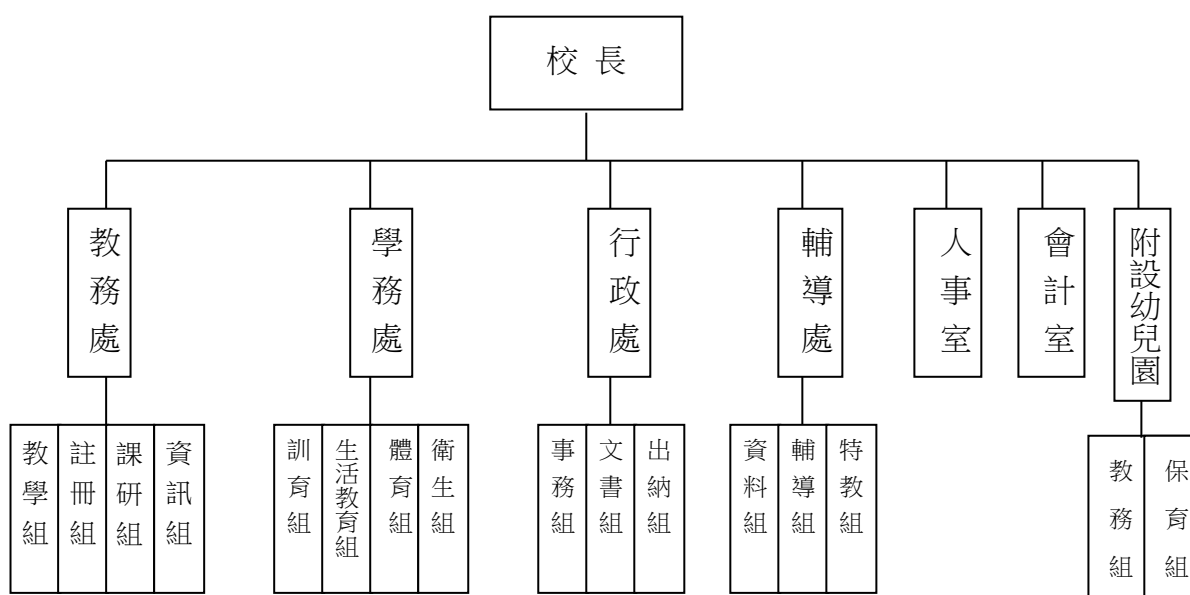 校長
教務處
學務處
行政處
輔導處
人事室
會計室
附設幼兒園
教學組
註冊組
課研組
資訊組
訓育組
生活教育組
體育組
衛生組
事務組
文書組
出納組
資料組
輔導組
特教組
教務組
保育組